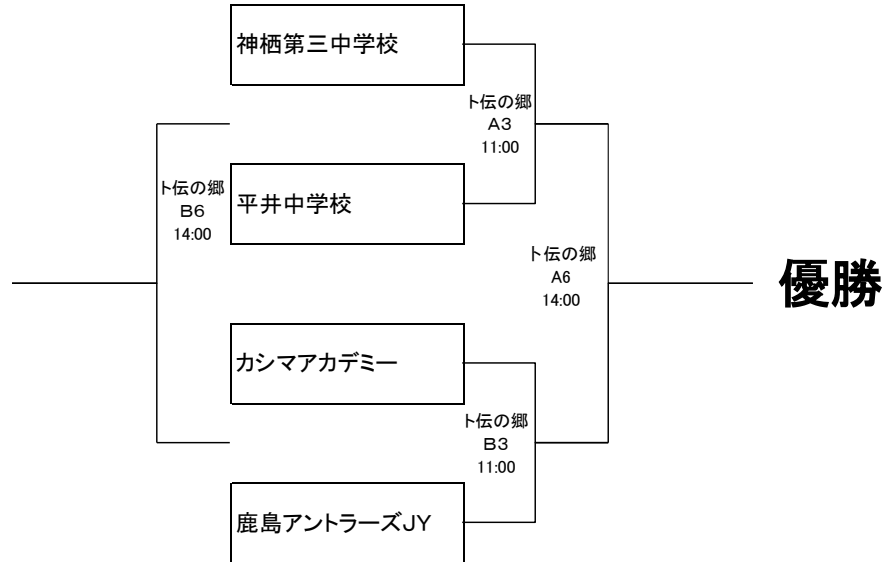 神栖第三中学校
ト伝の郷
A3
11:00
ト伝の郷
B6
14:00
平井中学校
ト伝の郷
A6
14:00
優勝
カシマアカデミー
ト伝の郷
B3
11:00
鹿島アントラーズJY